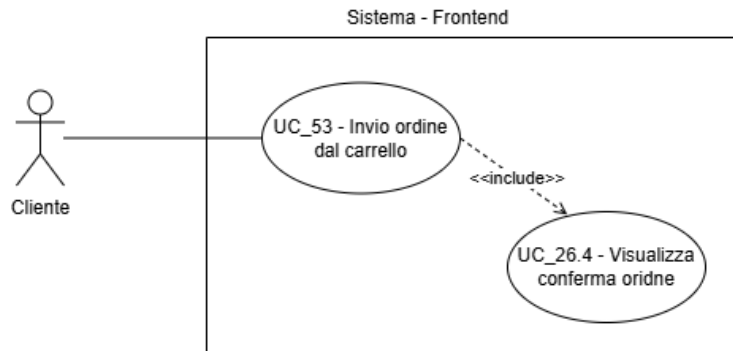 Sistema - Frontend
UC_53 - Invio ordine
dal carrello
<<include>>
Cliente
UC_26.4 - Visualizza
conferma oridne